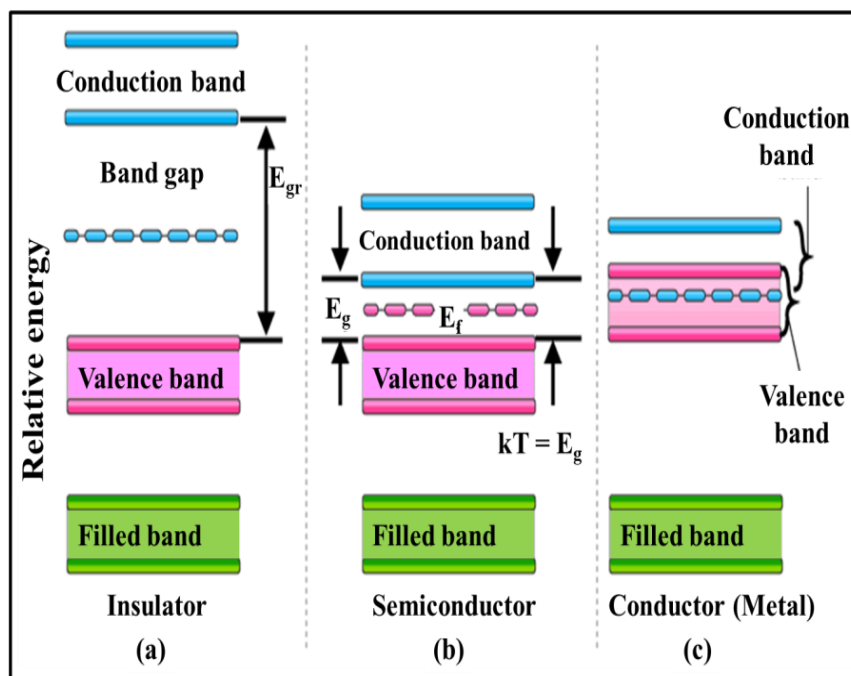 Relative energy
Conduction band
Band gap
E_gr
Valence band
Filled band
Insulator
(a)
Conduction band
E_g
E_f
Valence band
kT = E_g
Filled band
Semiconductor
(b)
Conduction
band
Valence
band
Filled band
Conductor (Metal)
(c)